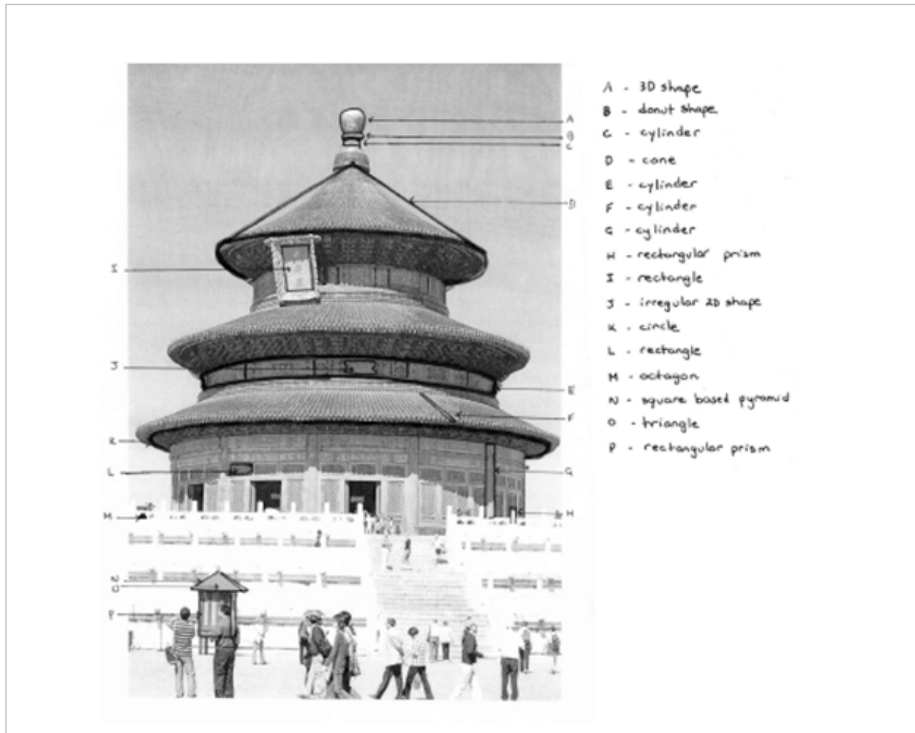 A
B
C
D
I
J
E
F
K
L
G
M
H
N
O
P
A - 3D shape
B - donut shape
C - cylinder
D - cone
E - cylinder
F - cylinder
G - cylinder
H - rectangular prism
I - rectangle
J - irregular 2D shape
K - circle
L - rectangle
M - octagon
N - square based pyramid
O - triangle
P - rectangular prism